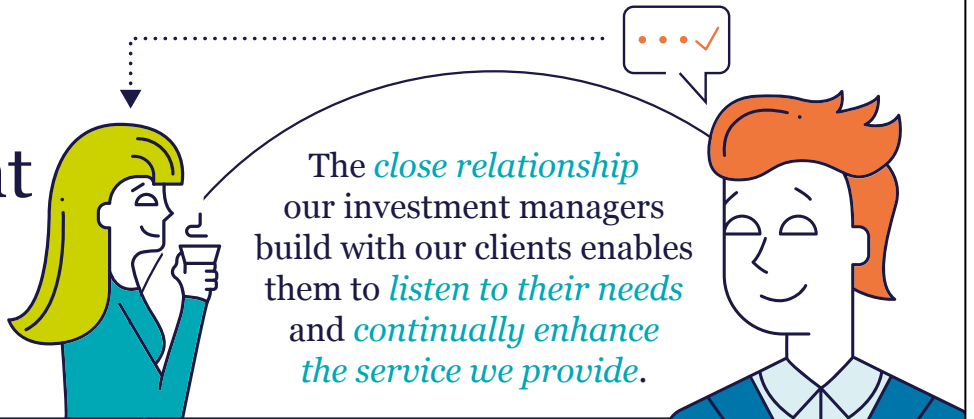 The close relationship
our investment managers
build with our clients enables
them to listen to their needs
and continually enhance
the service we provide.